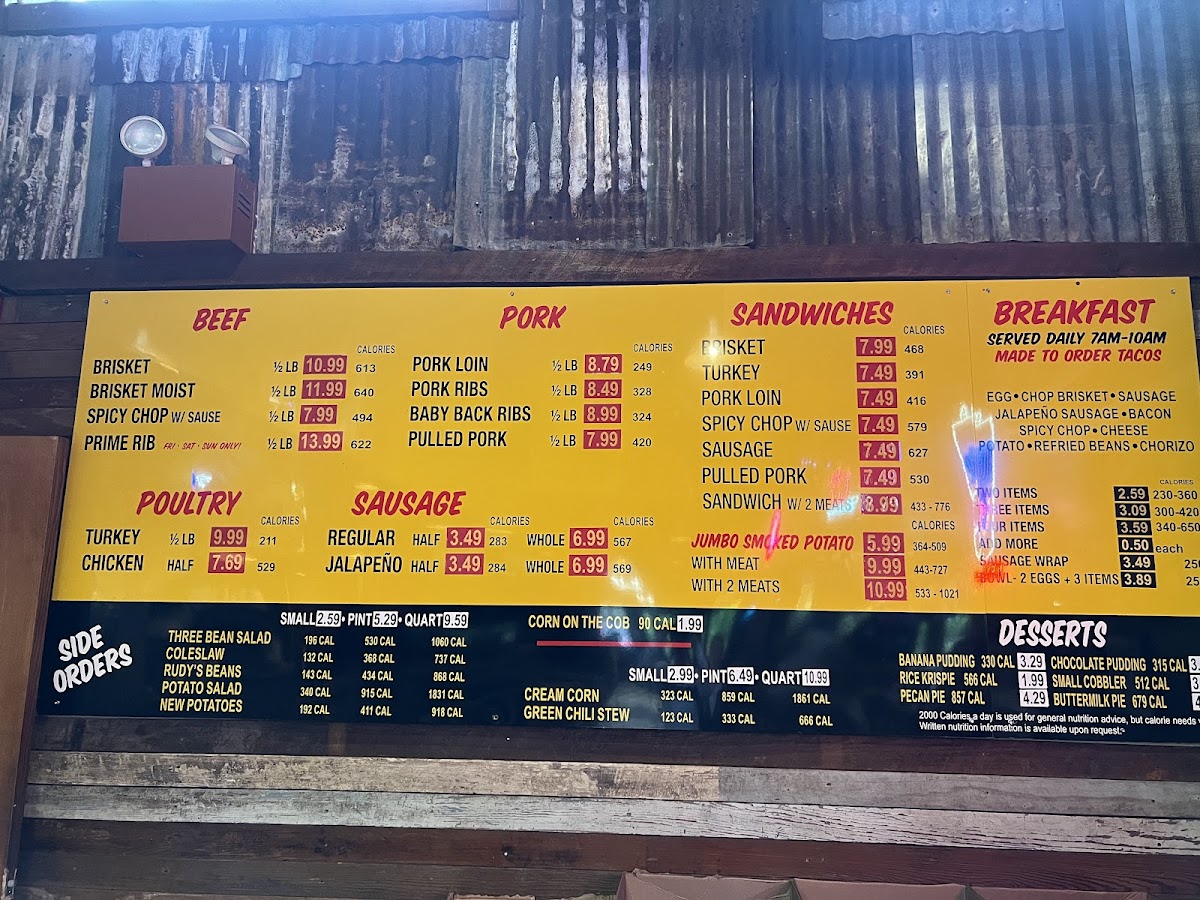 BEEF
CALORIES
BRISKET ½ LB 10.99 613
BRISKET MOIST ½ LB 11.99 640
SPICY CHOP W/ SAUSE ½ LB 7.99 494
PRIME RIB FRI · SAT · SUN ONLY! ½ LB 13.99 622
PORK
CALORIES
PORK LOIN ½ LB 8.79 249
PORK RIBS ½ LB 8.49 328
BABY BACK RIBS ½ LB 8.99 324
PULLED PORK ½ LB 7.99 420
POULTRY
CALORIES
TURKEY ½ LB 9.99 211
CHICKEN HALF 7.69 529
SAUSAGE
CALORIES CALORIES
REGULAR HALF 3.49 283 WHOLE 6.99 567
JALAPEÑO HALF 3.49 284 WHOLE 6.99 569
SANDWICHES
CALORIES
BRISKET 7.99 468
TURKEY 7.49 391
PORK LOIN 7.49 416
SPICY CHOP W/ SAUSE 7.49 579
SAUSAGE 7.49 627
PULLED PORK 7.49 530
SANDWICH W/ 2 MEATS 8.99 433 - 776
CALORIES
JUMBO SMOKED POTATO 5.99 364-509
WITH MEAT 9.99 443-727
WITH 2 MEATS 10.99 533 - 1021
BREAKFAST
SERVED DAILY 7AM-10AM
MADE TO ORDER TACOS
EGG • CHOP BRISKET • SAUSAGE
JALAPEÑO SAUSAGE • BACON
SPICY CHOP • CHEESE
POTATO • REFRIED BEANS • CHORIZO
CALORIES
TWO ITEMS 2.59 230-360
THREE ITEMS 3.09 300-420
FOUR ITEMS 3.59 340-650
ADD MORE 0.50 each
SAUSAGE WRAP 3.49
BOWL - 2 EGGS + 3 ITEMS 3.89
SIDE ORDERS
SMALL 2.59 • PINT 5.29 • QUART 9.59
THREE BEAN SALAD 196 CAL 530 CAL 1060 CAL
COLESLAW 132 CAL 368 CAL 737 CAL
RUDY'S BEANS 143 CAL 434 CAL 868 CAL
POTATO SALAD 340 CAL 915 CAL 1831 CAL
NEW POTATOES 192 CAL 411 CAL 918 CAL
CORN ON THE COB 90 CAL 1.99
SMALL 2.99 • PINT 6.49 • QUART 10.99
CREAM CORN 323 CAL 859 CAL 1861 CAL
GREEN CHILI STEW 123 CAL 333 CAL 666 CAL
DESSERTS
BANANA PUDDING 330 CAL 3.29 CHOCOLATE PUDDING 315 CAL
RICE KRISPIE 566 CAL 1.99 SMALL COBBLER 512 CAL
PECAN PIE 857 CAL 4.29 BUTTERMILK PIE 679 CAL
2000 Calories a day is used for general nutrition advice, but calorie needs
Written nutrition information is available upon request.